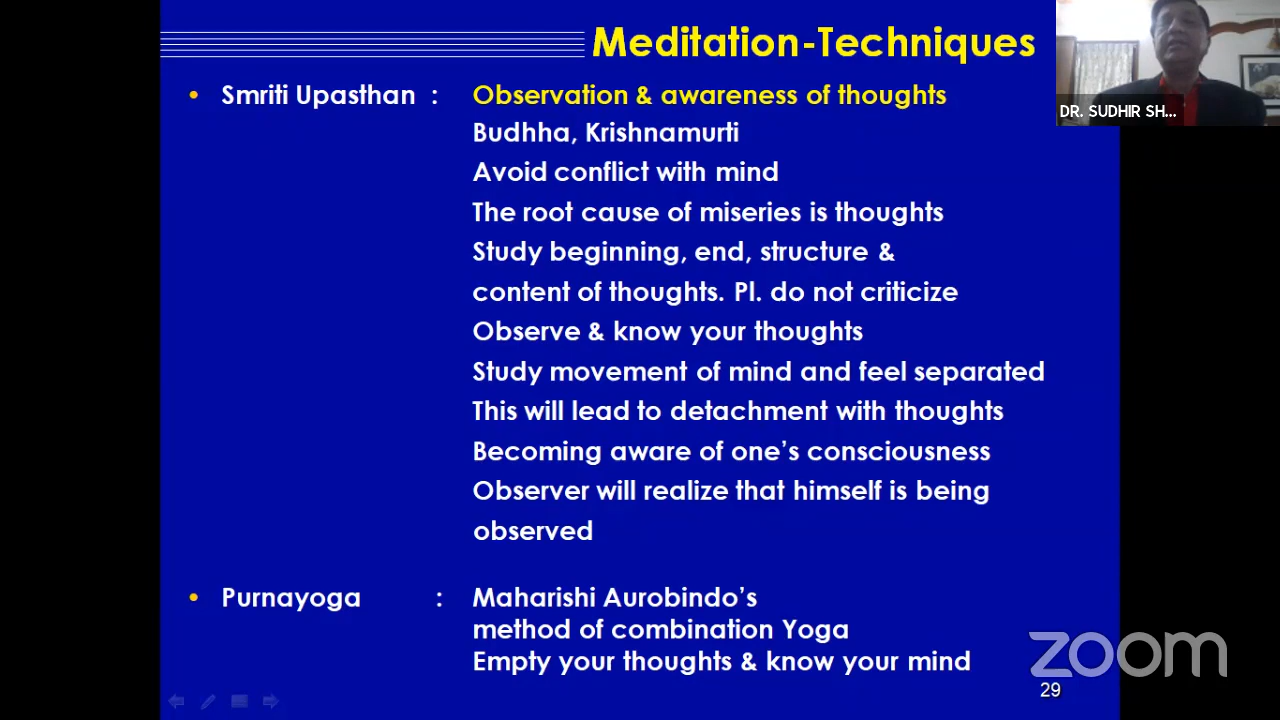 Meditation-Techniques
• Smriti Upasthan : Observation & awareness of thoughts
Budhha, Krishnamurti
Avoid conflict with mind
The root cause of miseries is thoughts
Study beginning, end, structure &
content of thoughts. Pl. do not criticize
Observe & know your thoughts
Study movement of mind and feel separated
This will lead to detachment with thoughts
Becoming aware of one’s consciousness
Observer will realize that himself is being
observed
• Purnayoga : Maharishi Aurobindo’s
method of combination Yoga
Empty your thoughts & know your mind
DR. SUDHIR SH...
zoom
29